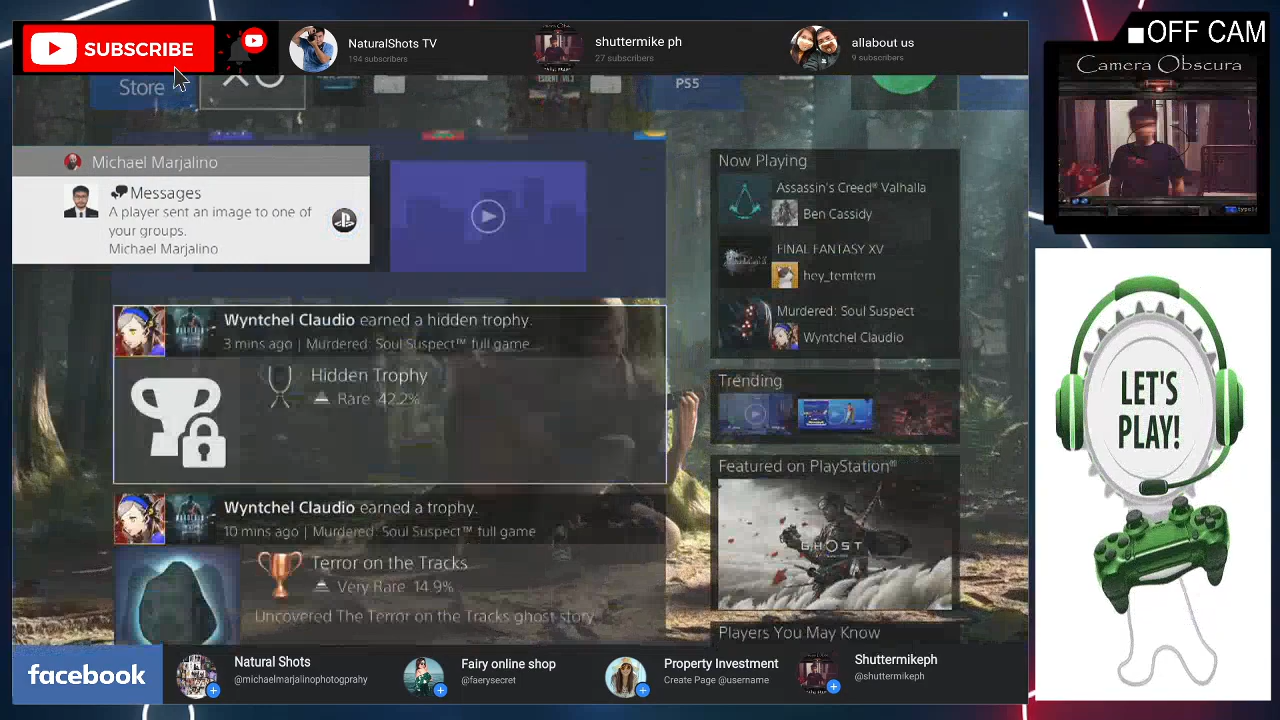 SUBSCRIBE
NaturalShots TV
194 subscribers
shuttermike ph
27 subscribers
allabout us
9 subscribers
OFF CAM
Camera Obscura
Store
PS5
Michael Marjalino
Messages
A player sent an image to one of
your groups.
Michael Marjalino
Now Playing
Assassin's Creed® Valhalla
Ben Cassidy
FINAL FANTASY XV
hey_temtem
Murdered: Soul Suspect
Wyntchel Claudio
Wyntchel Claudio earned a hidden trophy.
3 mins ago | Murdered: Soul Suspect™ full game
Hidden Trophy
Rare 42.2%
Trending
Featured on PlayStation®
GHOST
Wyntchel Claudio earned a trophy.
10 mins ago | Murdered: Soul Suspect™ full game
Terror on the Tracks
Very Rare 14.9%
Uncovered The Terror on the Tracks ghost story
Players You May Know
LET'S
PLAY!
facebook
Natural Shots
@michaelmarjalinophotogprahy
Fairy online shop
@faerysecret
Property Investment
Create Page @username
Shuttermikeph
@shuttermikeph